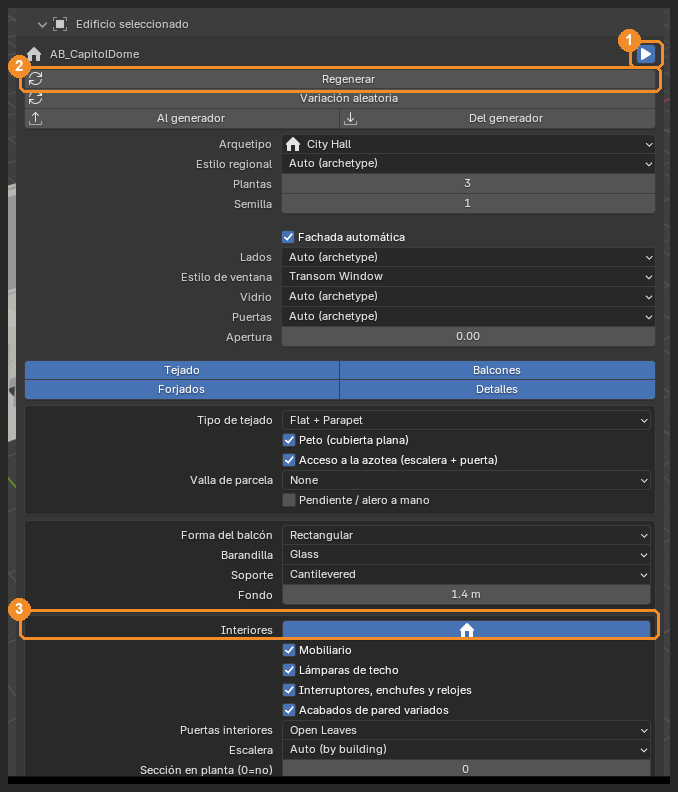 Edificio seleccionado
1
AB_CapitolDome
2
Regenerar
Variación aleatoria
Al generador Del generador
Arquetipo City Hall
Estilo regional Auto (archetype)
Plantas 3
Semilla 1
Fachada automática
Lados Auto (archetype)
Estilo de ventana Transom Window
Vidrio Auto (archetype)
Puertas Auto (archetype)
Apertura 0.00
Tejado Balcones
Forjados Detalles
Tipo de tejado Flat + Parapet
Peto (cubierta plana)
Acceso a la azotea (escalera + puerta)
Valla de parcela None
Pendiente / alero a mano
Forma del balcón Rectangular
Barandilla Glass
Soporte Cantilevered
Fondo 1.4 m
3
Interiores
Mobiliario
Lámparas de techo
Interruptores, enchufes y relojes
Acabados de pared variados
Puertas interiores Open Leaves
Escalera Auto (by building)
Sección en planta (0=no) 0